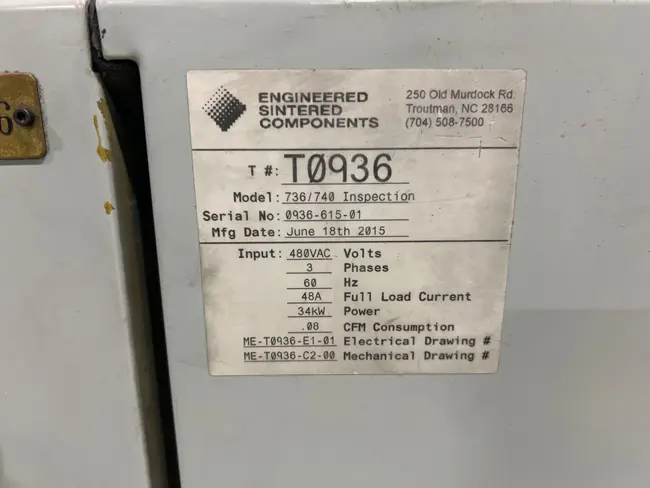 6
ENGINEERED
SINTERED
COMPONENTS
250 Old Murdock Rd.
Troutman, NC 28166
(704) 508-7500
T #: TØ936
Model: 736/740 Inspection
Serial No: 0936-615-01
Mfg Date: June 18th 2015
Input: 480VAC Volts
3 Phases
60 Hz
48A Full Load Current
34kW Power
.08 CFM Consumption
ME-T0936-E1-01 Electrical Drawing #
ME-T0936-C2-00 Mechanical Drawing #